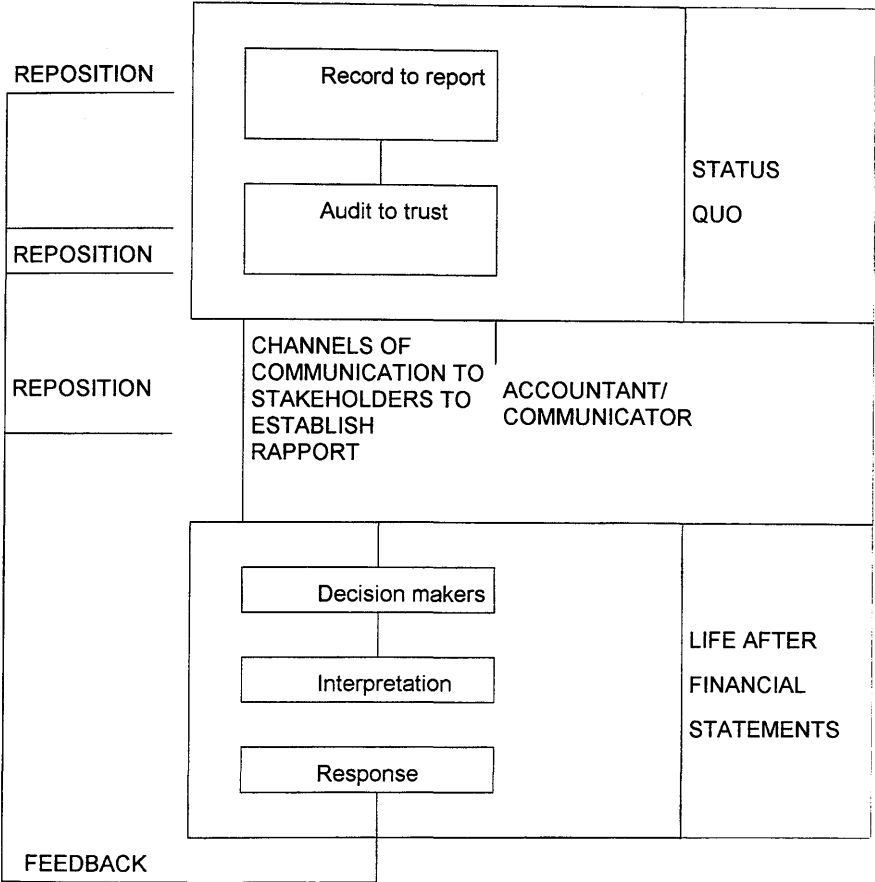 REPOSITION
Record to report
Audit to trust
STATUS
QUO
REPOSITION
REPOSITION
CHANNELS OF
COMMUNICATION TO
STAKEHOLDERS TO
ESTABLISH
RAPPORT
ACCOUNTANT/
COMMUNICATOR
Decision makers
Interpretation
Response
LIFE AFTER
FINANCIAL
STATEMENTS
FEEDBACK